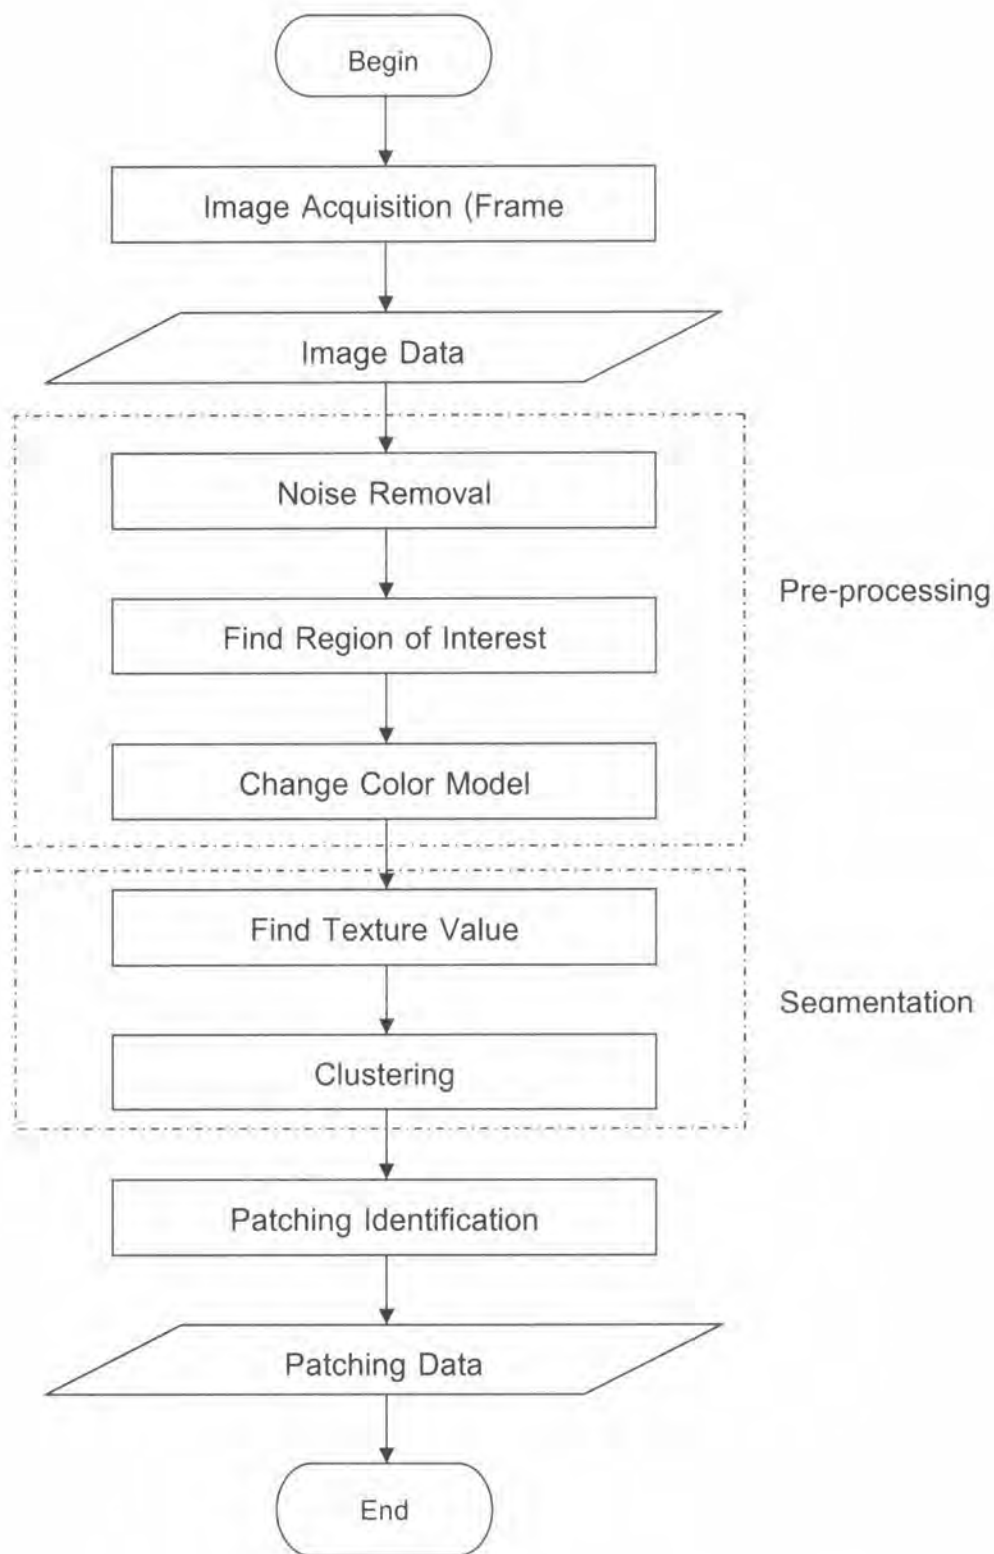 Begin
Image Acquisition (Frame
Image Data
Noise Removal
Find Region of Interest
Pre-processing
Change Color Model
Find Texture Value
Segmentation
Clustering
Patching Identification
Patching Data
End